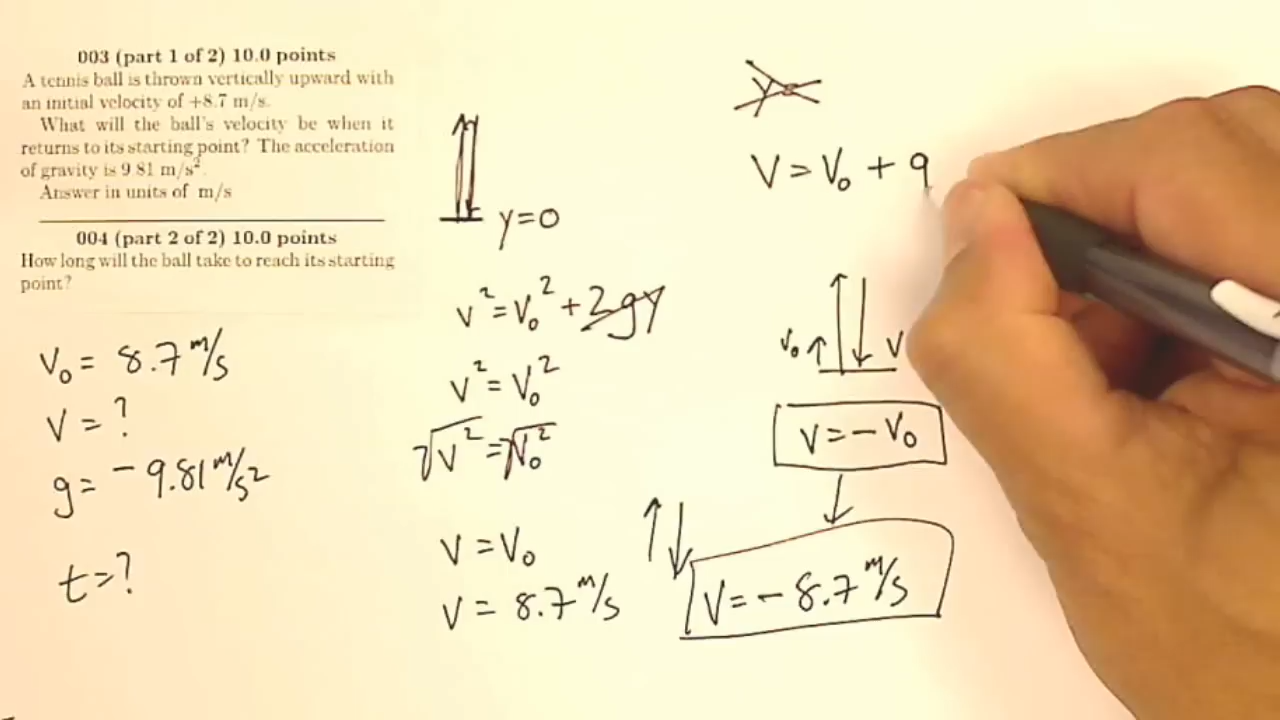 003 (part 1 of 2) 10.0 points
A tennis ball is thrown vertically upward with
an initial velocity of +8.7 m/s.
What will the ball's velocity be when it
returns to its starting point? The acceleration
of gravity is 9 81 m/s².
Answer in units of m/s
004 (part 2 of 2) 10.0 points
How long will the ball take to reach its starting
point?
V₀ = 8.7 m/s
V = ?
g = -9.81 m/s²
t = ?
y=0
v² = v₀² + 2gy
v² = v₀²
√v² = √v₀²
V = V₀
V = 8.7 m/s
V = V₀ + g
V₀
V
V = -V₀
V = -8.7 m/s